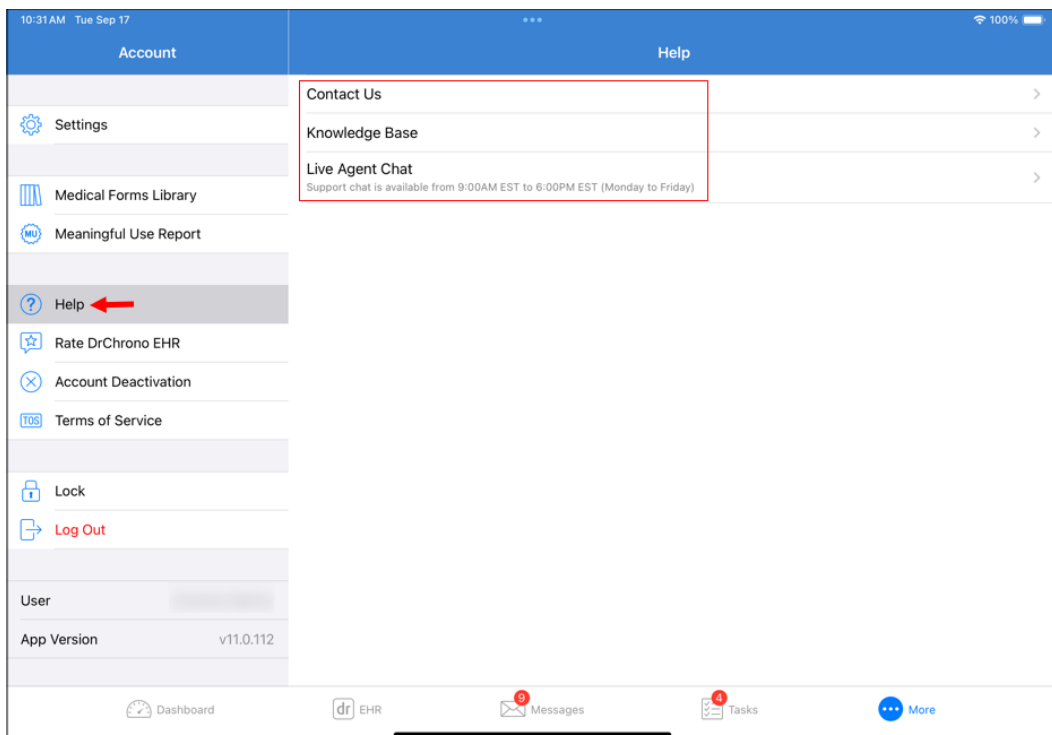 10:31 AM Tue Sep 17
100%
Account
Help
Settings
Medical Forms Library
MU
Meaningful Use Report
?
Help
Rate DrChrono EHR
Account Deactivation
TOS
Terms of Service
Lock
Log Out
User
App Version
v11.0.112
Contact Us
Knowledge Base
Live Agent Chat
Support chat is available from 9:00AM EST to 6:00PM EST (Monday to Friday)
Dashboard
dr EHR
9
Messages
4
Tasks
More